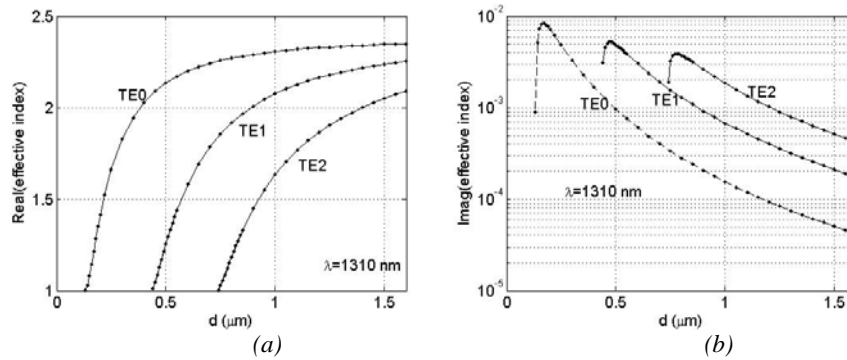 2.5
2
1.5
1
Real(effective index)
TE0
TE1
TE2
λ=1310 nm
0
0.5
1
1.5
d (μm)
(a)
10^-2
10^-3
10^-4
10^-5
Imag(effective index)
TE2
TE1
TE0
λ=1310 nm
0
0.5
1
1.5
d (μm)
(b)